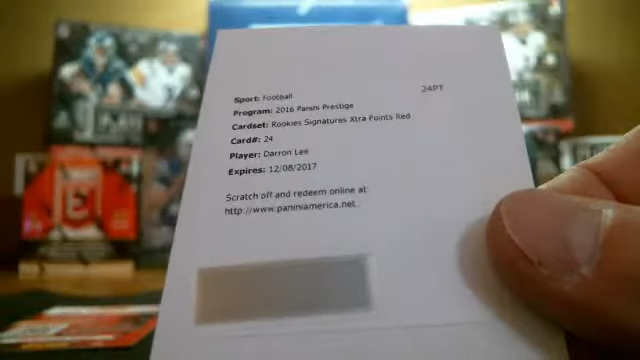 24PT
Sport: Football
Program: 2016 Panini Prestige
Cardset: Rookies Signatures Xtra Points Red
Card#: 24
Player: Darron Lee
Expires: 12/08/2017
Scratch off and redeem online at:
http://www.paniniamerica.net.